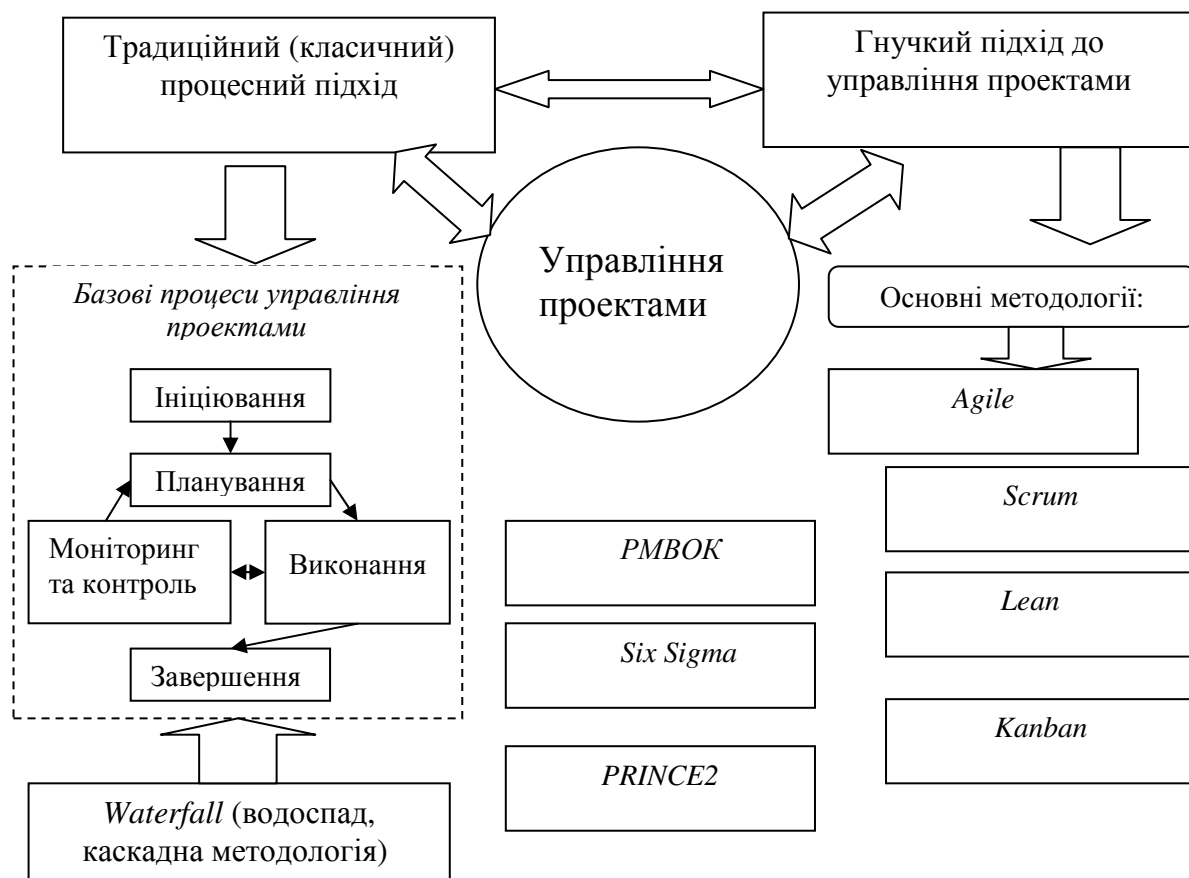 Традиційний (класичний)
процесний підхід
Гнучкий підхід до
управління проектами
Управління
проектами
Базові процеси управління
проектами
Ініціювання
Планування
Моніторинг
та контроль
Виконання
Завершення
Waterfall (водоспад,
каскадна методологія)
PMBOK
Six Sigma
PRINCE2
Основні методології:
Agile
Scrum
Lean
Kanban